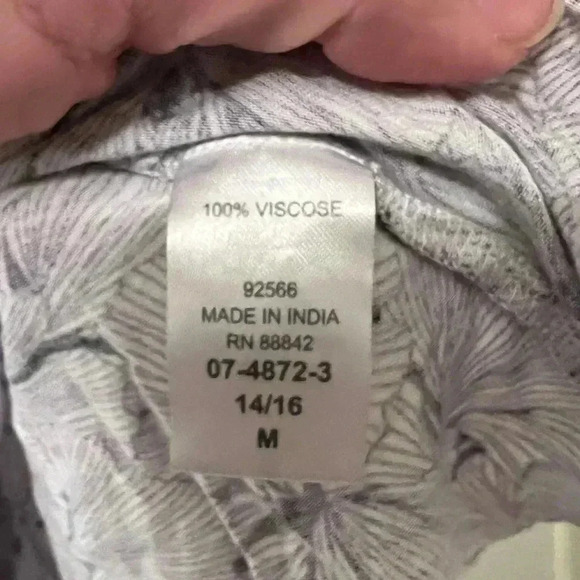 100% VISCOSE
92566
MADE IN INDIA
RN 88842
07-4872-3
14/16
M